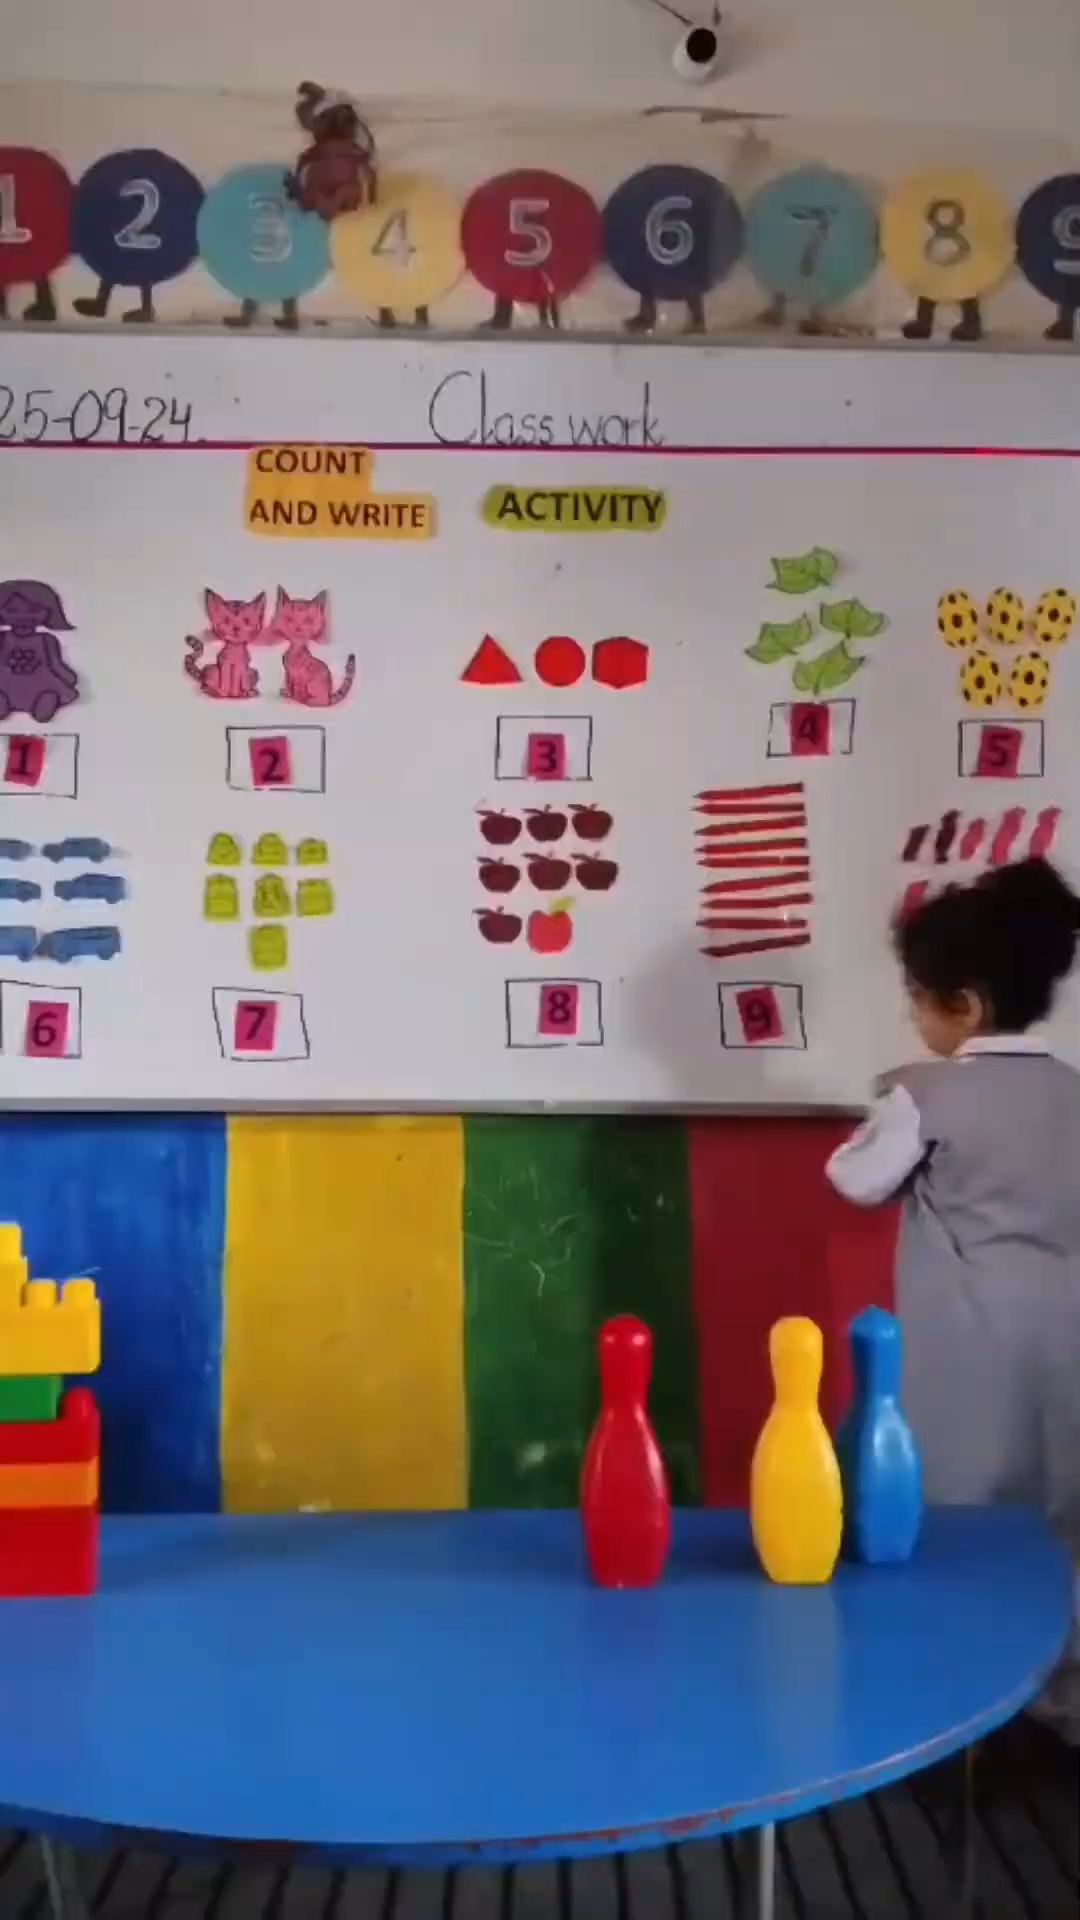 1 2 3 4 5 6 7 8 9
25-09-24. Class work
COUNT
AND WRITE
ACTIVITY
1 2 3 4 5
6 7 8 9